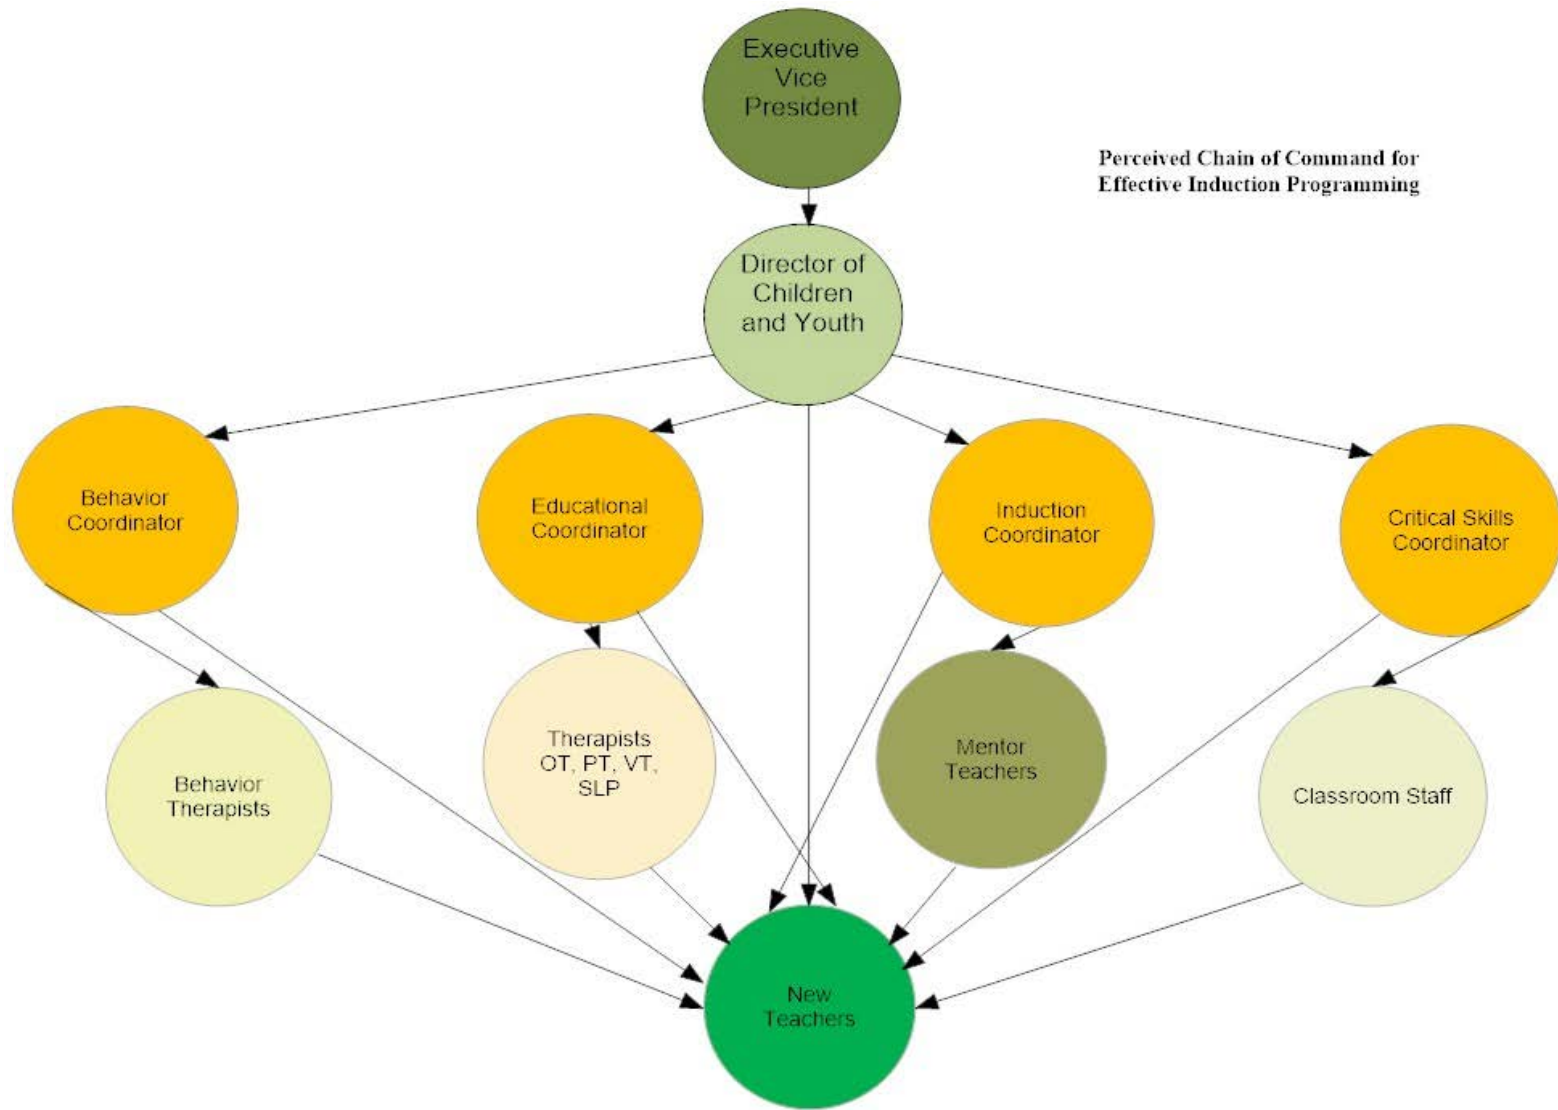 Executive
Vice
President
Perceived Chain of Command for
Effective Induction Programming
Director of
Children
and Youth
Behavior
Coordinator
Educational
Coordinator
Induction
Coordinator
Critical Skills
Coordinator
Behavior
Therapists
Therapists
OT, PT, VT,
SLP
Mentor
Teachers
Classroom Staff
New
Teachers